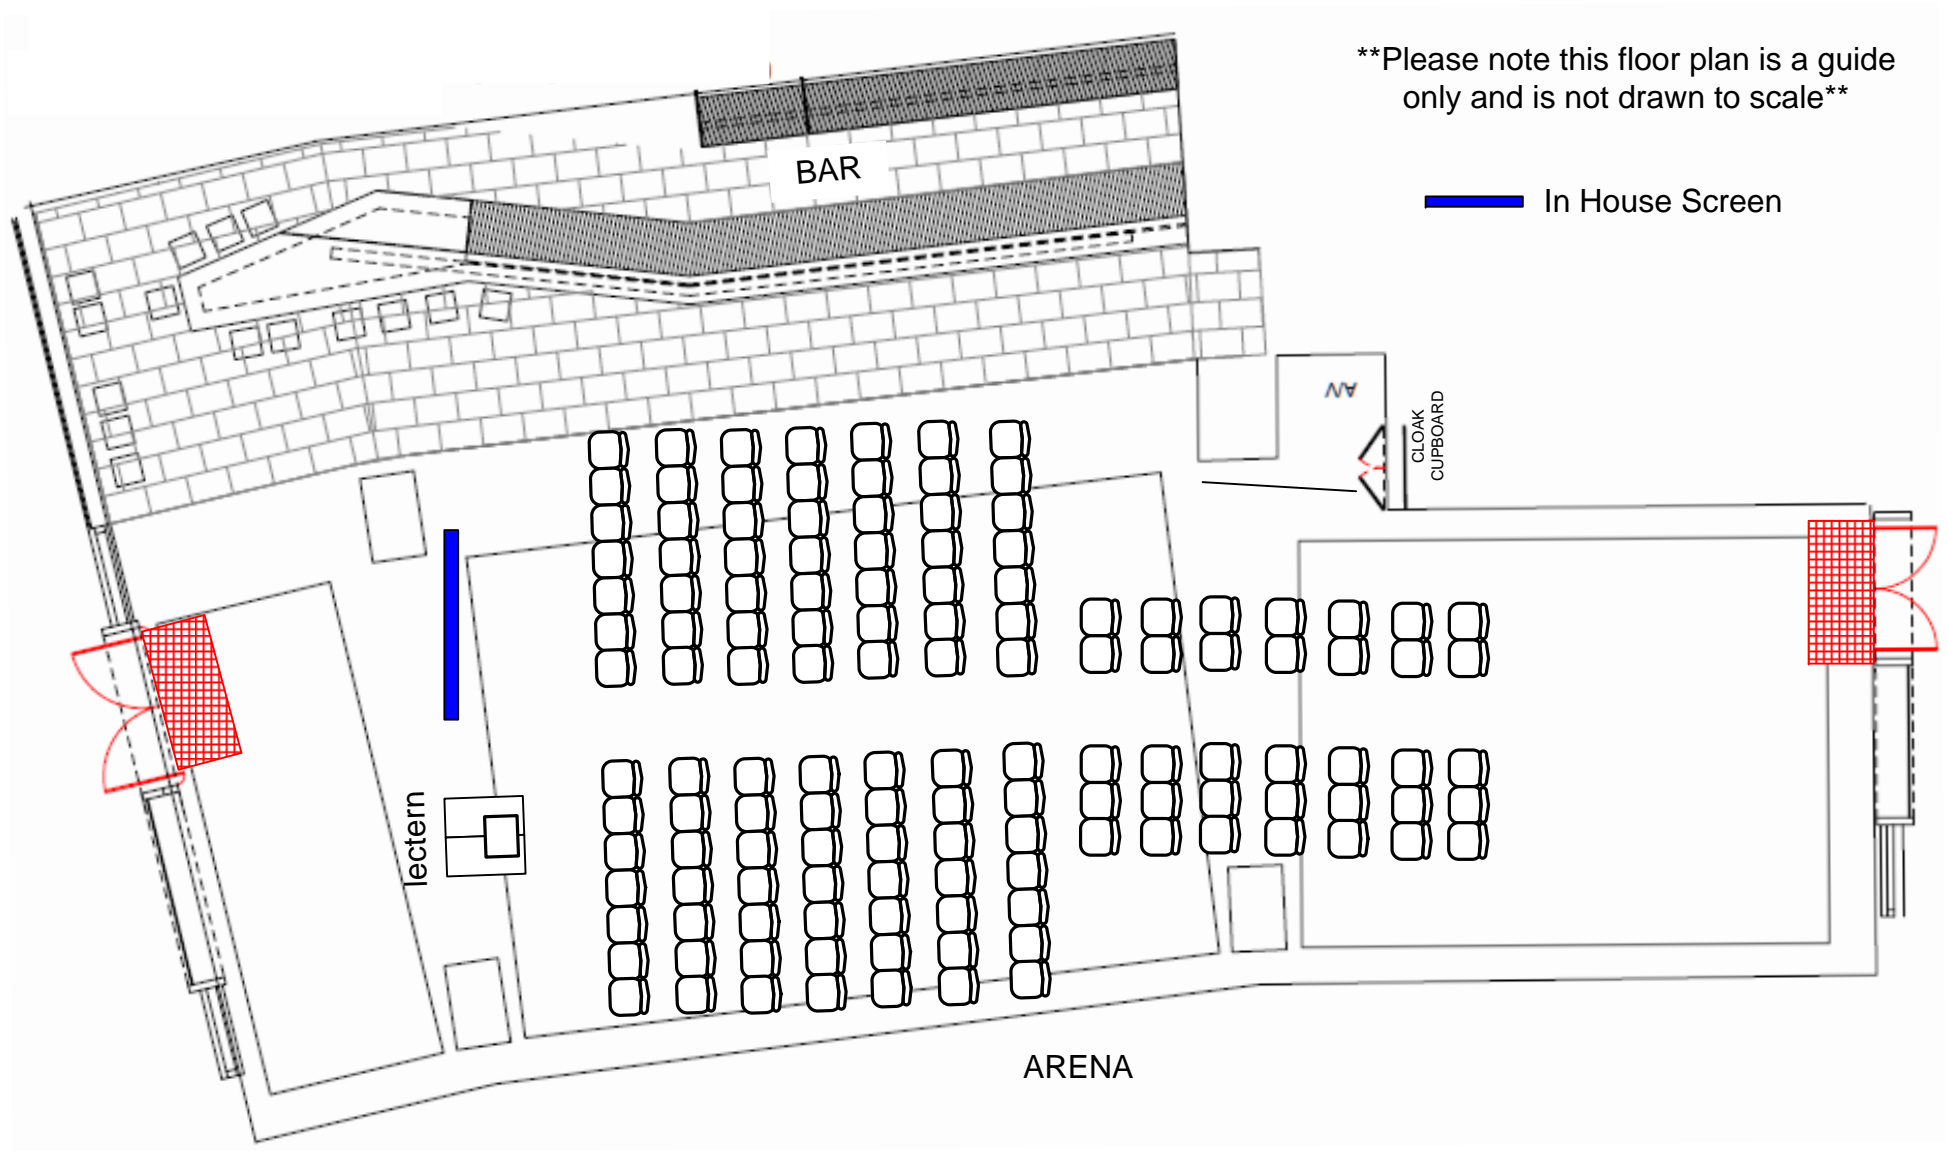 **Please note this floor plan is a guide
only and is not drawn to scale**
BAR
In House Screen
A/V
CLOAK
CUPBOARD
lectern
ARENA